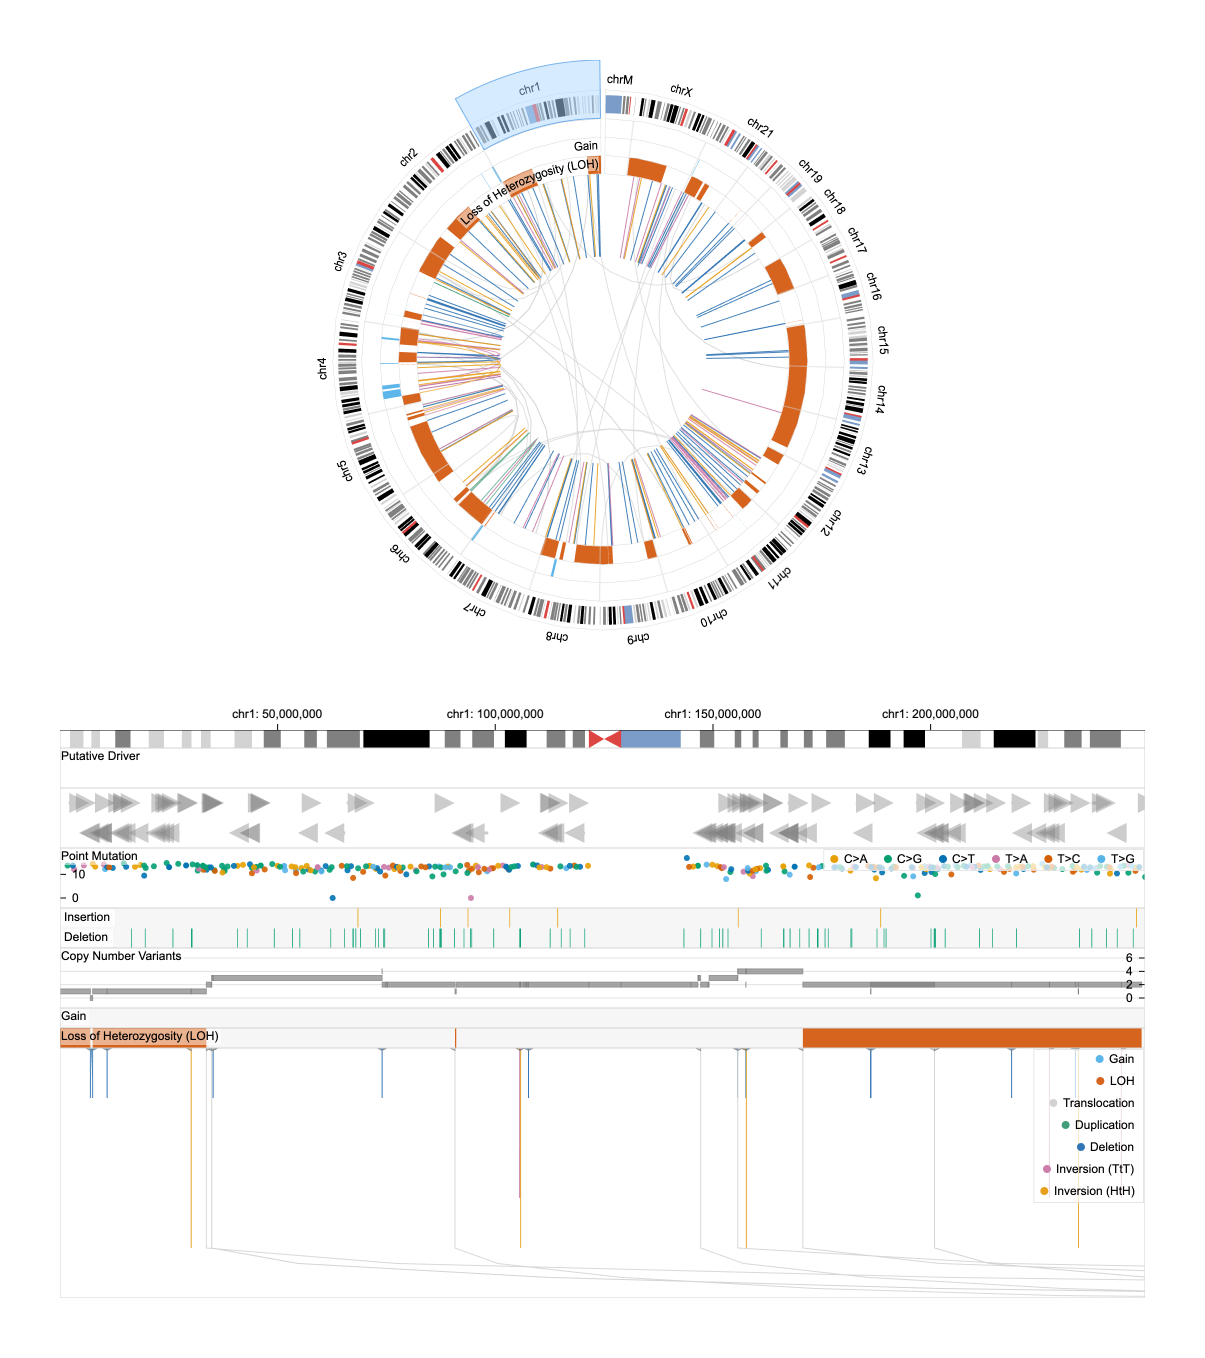 chr1
chrM
chrX
chr21
chr19
chr18
chr17
chr16
chr15
chr14
chr13
chr12
chr11
chr10
chr9
chr8
chr7
chr6
chr5
chr4
chr3
chr2
Gain
Loss of Heterozygosity (LOH)
chr1: 50,000,000 chr1: 100,000,000 chr1: 150,000,000 chr1: 200,000,000
Putative Driver
Point Mutation
C>A C>G C>T T>A T>C T>G
10
0
Insertion
Deletion
Copy Number Variants
6
4
2
0
Gain
Loss of Heterozygosity (LOH)
Gain
LOH
Translocation
Duplication
Deletion
Inversion (TtT)
Inversion (HtH)